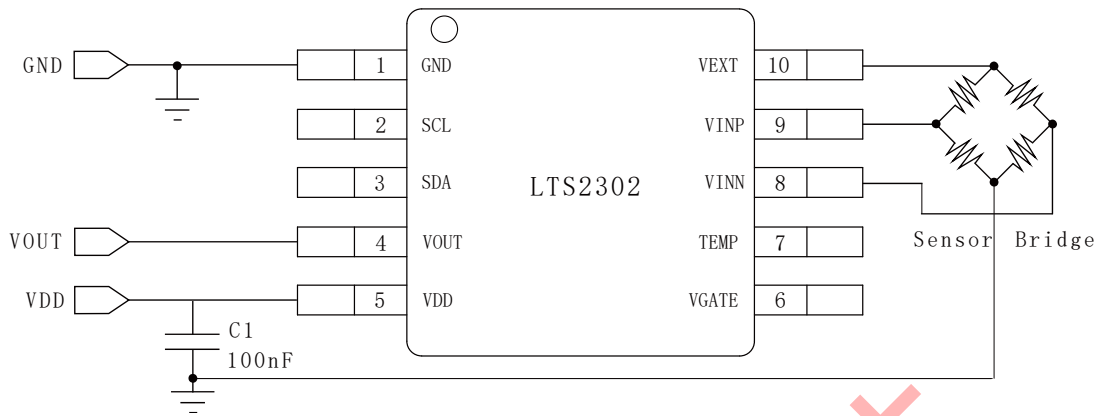 GND
1
GND
VEXT
10
2
SCL
VINP
9
3
SDA
LTS2302
VINN
8
VOUT
4
VOUT
TEMP
7
Sensor Bridge
VDD
5
VDD
VGATE
6
C1
100nF